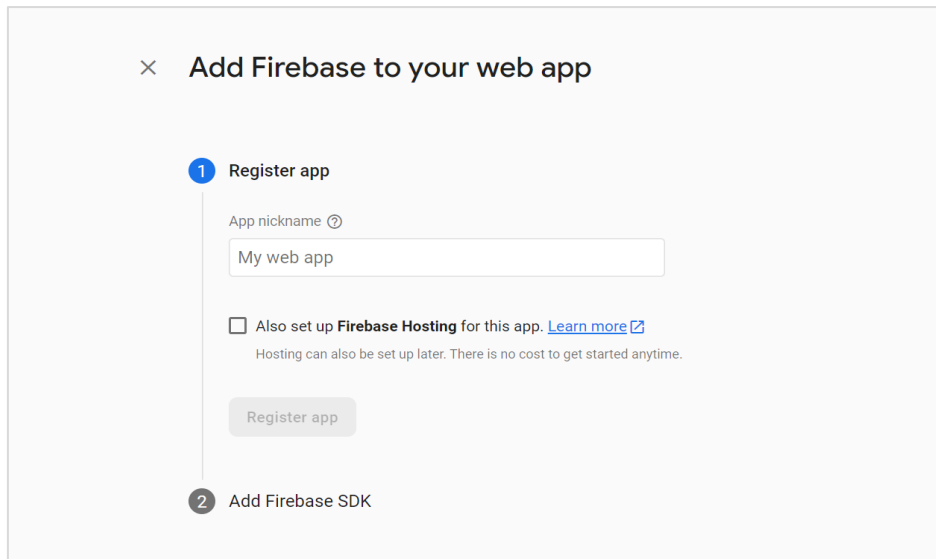 Add Firebase to your web app
1 Register app
App nickname
My web app
Also set up Firebase Hosting for this app. Learn more
Hosting can also be set up later. There is no cost to get started anytime.
Register app
2 Add Firebase SDK